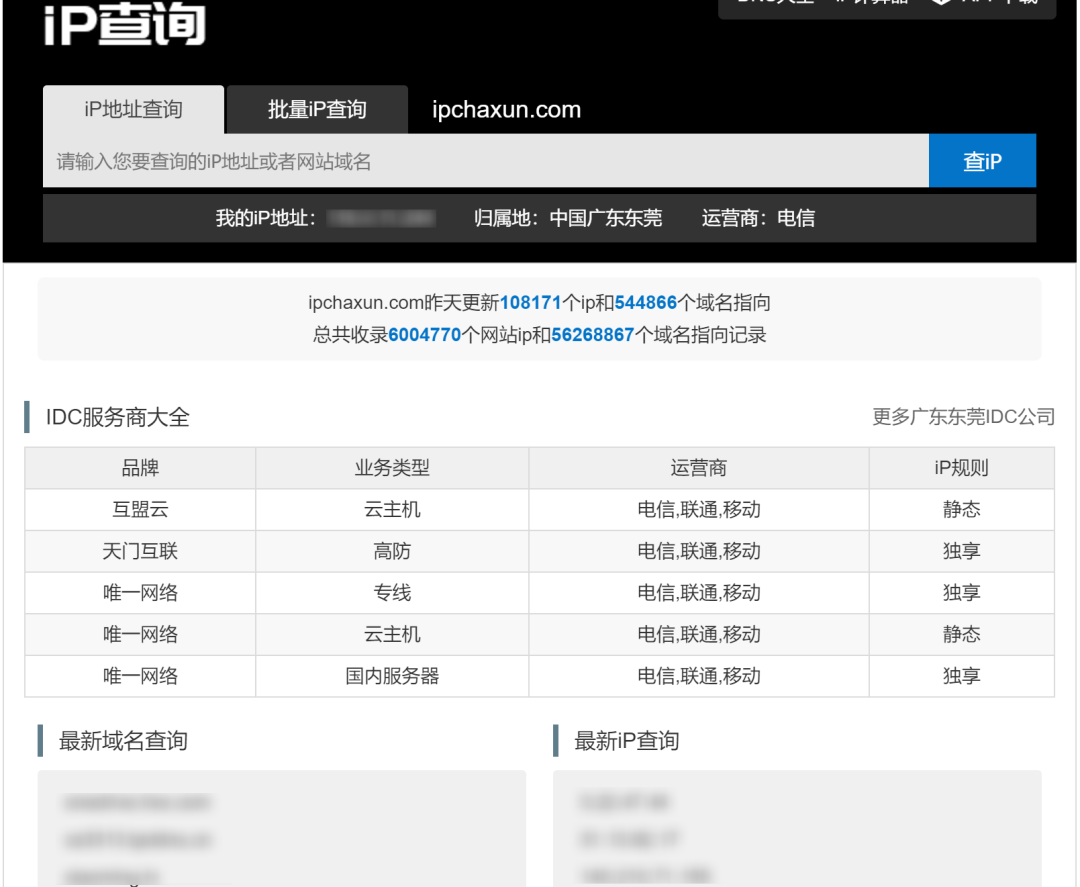 iP查询
iP地址查询 批量iP查询 ipchaxun.com
请输入您要查询的iP地址或者网站域名 查iP
我的iP地址： 归属地：中国广东东莞 运营商：电信
ipchaxun.com昨天更新108171个ip和544866个域名指向
总共收录6004770个网站ip和56268867个域名指向记录
IDC服务商大全 更多广东东莞IDC公司
品牌 业务类型 运营商 iP规则
互盟云 云主机 电信,联通,移动 静态
天门互联 高防 电信,联通,移动 独享
唯一网络 专线 电信,联通,移动 独享
唯一网络 云主机 电信,联通,移动 静态
唯一网络 国内服务器 电信,联通,移动 独享
最新域名查询 最新iP查询